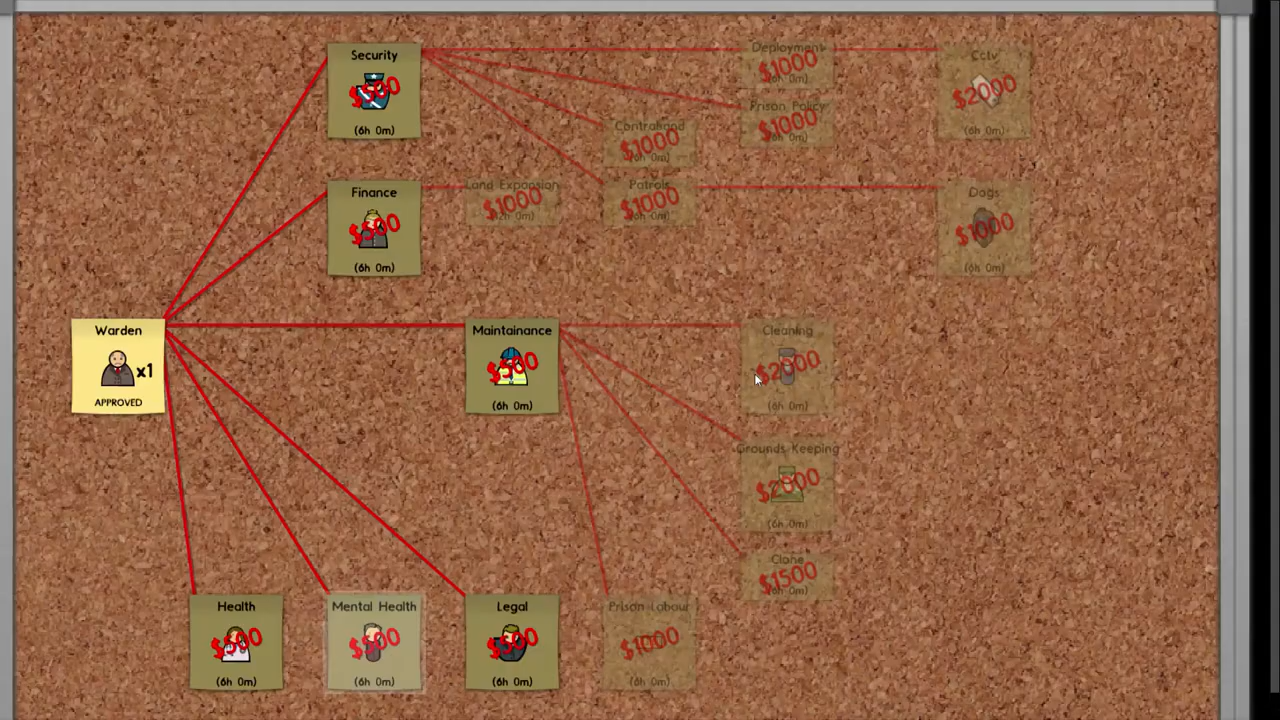 Security
$500
(6h 0m)
Deployment
$1000
(6h 0m)
Cctv
$2000
(6h 0m)
Prison Policy
$1000
(6h 0m)
Contraband
$1000
(6h 0m)
Finance
$500
(6h 0m)
Land Expansion
$1000
(2h 0m)
Patrols
$1000
(6h 0m)
Dogs
$1000
(6h 0m)
Warden
x1
APPROVED
Maintainance
$500
(6h 0m)
Cleaning
$2000
(6h 0m)
Grounds Keeping
$2000
(6h 0m)
Clone
$1500
(6h 0m)
Health
$500
(6h 0m)
Mental Health
$500
(6h 0m)
Legal
$500
(6h 0m)
Prison Labour
$1000
(6h 0m)